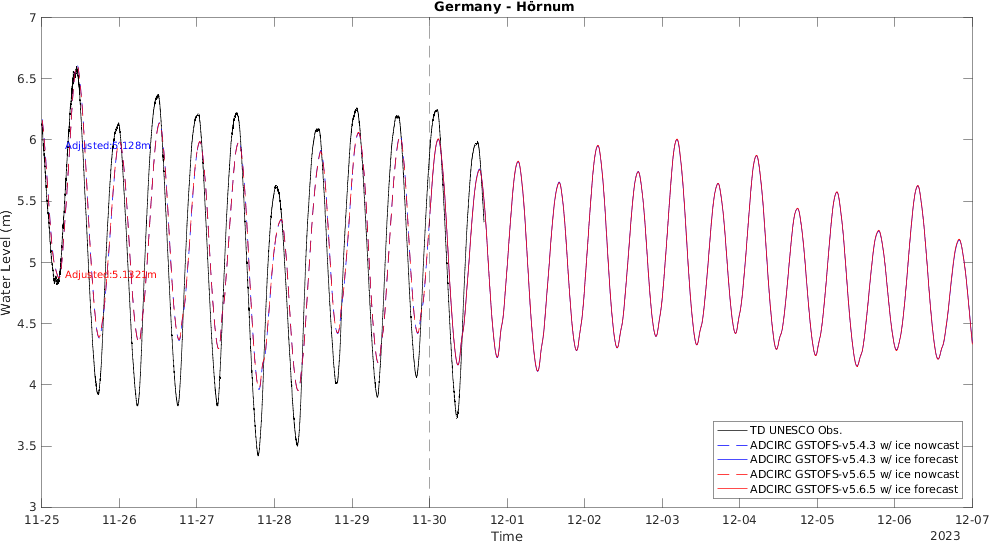 Germany - Hörnum
7
6.5
6
5.5
5
4.5
4
3.5
3
Water Level (m)
Adjusted:5.128m
Adjusted:5.1321m
11-25
11-26
11-27
11-28
11-29
11-30
12-01
12-02
12-03
12-04
12-05
12-06
12-07
Time
2023
TD UNESCO Obs.
ADCIRC GSTOFS-v5.4.3 w/ ice nowcast
ADCIRC GSTOFS-v5.4.3 w/ ice forecast
ADCIRC GSTOFS-v5.6.5 w/ ice nowcast
ADCIRC GSTOFS-v5.6.5 w/ ice forecast